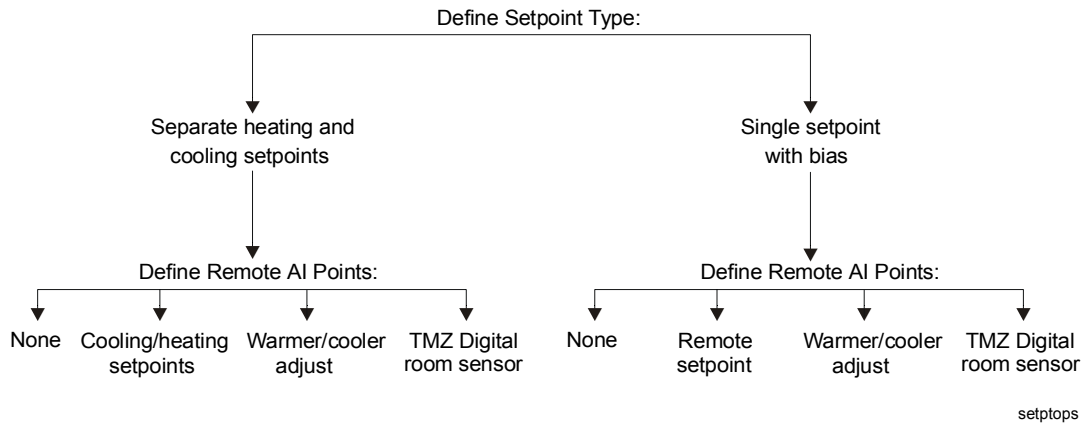 Define Setpoint Type:
Separate heating and
cooling setpoints
Single setpoint
with bias
Define Remote AI Points:
Define Remote AI Points:
None
Cooling/heating
setpoints
Warmer/cooler
adjust
TMZ Digital
room sensor
None
Remote
setpoint
Warmer/cooler
adjust
TMZ Digital
room sensor
setptops